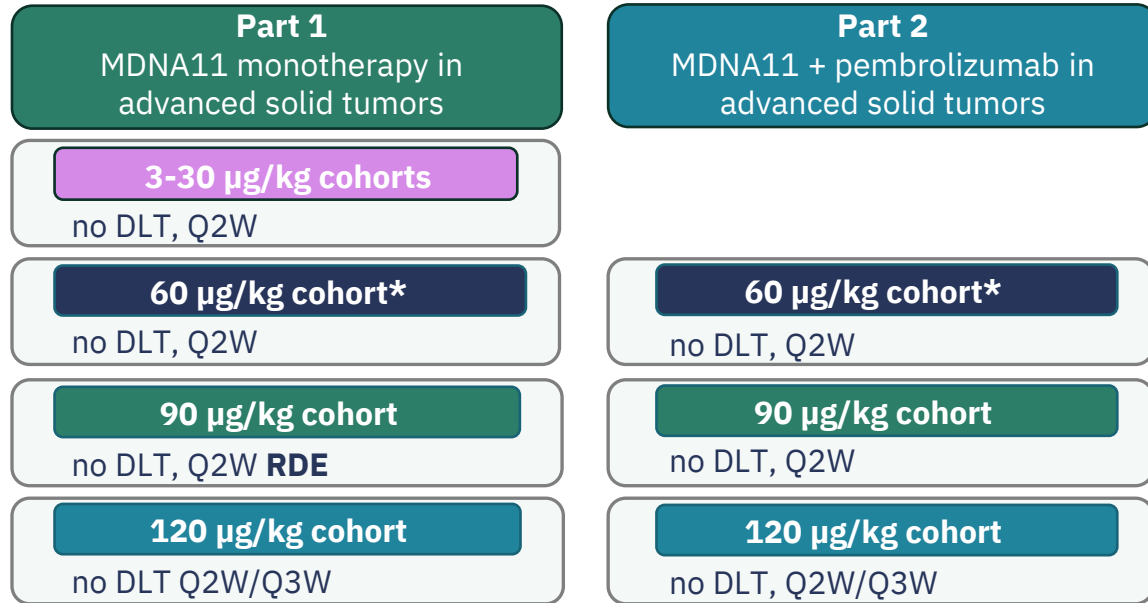 Part 1
MDNA11 monotherapy in
advanced solid tumors
3-30 µg/kg cohorts
no DLT, Q2W
60 µg/kg cohort*
no DLT, Q2W
90 µg/kg cohort
no DLT, Q2W RDE
120 µg/kg cohort
no DLT Q2W/Q3W
Part 2
MDNA11 + pembrolizumab in
advanced solid tumors
60 µg/kg cohort*
no DLT, Q2W
90 µg/kg cohort
no DLT, Q2W
120 µg/kg cohort
no DLT, Q2W/Q3W